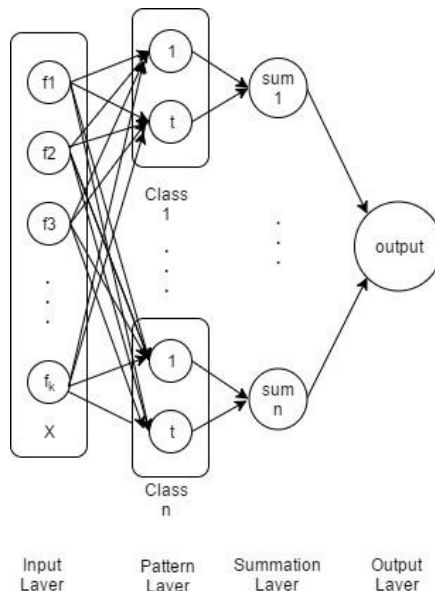 f1
f2
f3
fk
X
1
t
Class
1
1
t
Class
n
sum
1
sum
n
output
Input
Layer
Pattern
Layer
Summation
Layer
Output
Layer